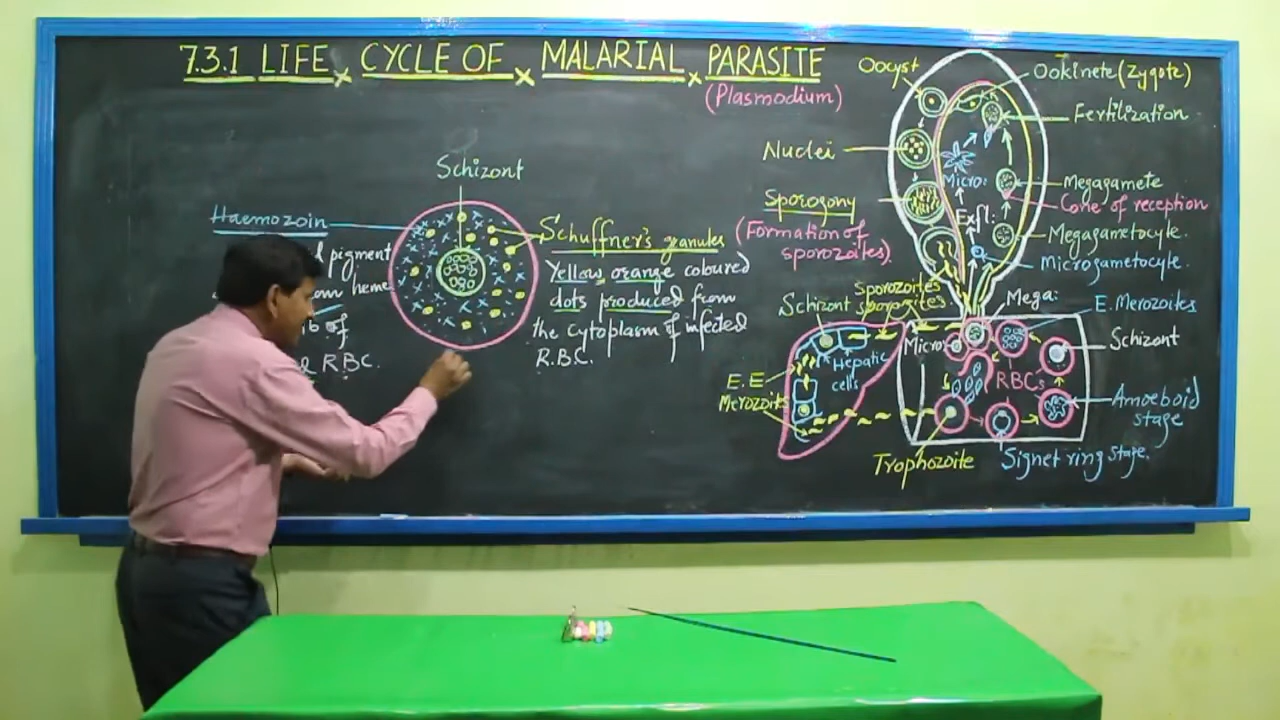 7.3.1 LIFE CYCLE OF MALARIAL PARASITE
(Plasmodium)
Schizont
Haemozoin
pigment
heme
of
RBC.
Schuffner's granules
Yellow orange coloured
dots produced from
the cytoplasm of infected
R.B.C.
Oocyst
Ookinete (Zygote)
Fertilization
Nuclei
Micro:
Megagamete
Cone of reception
Sporogony
(Formation of
sporozoites).
Exfl:
Megagametocyte.
Microgametocyte.
Sporozoites
sporozoites
Mega:
E. Merozoites
Schizont
Micro:
Schizont
Hepatic
cells
RBCs
E.E
Merozoits
Amoeboid
stage
Trophozoite
Signet ring stage.